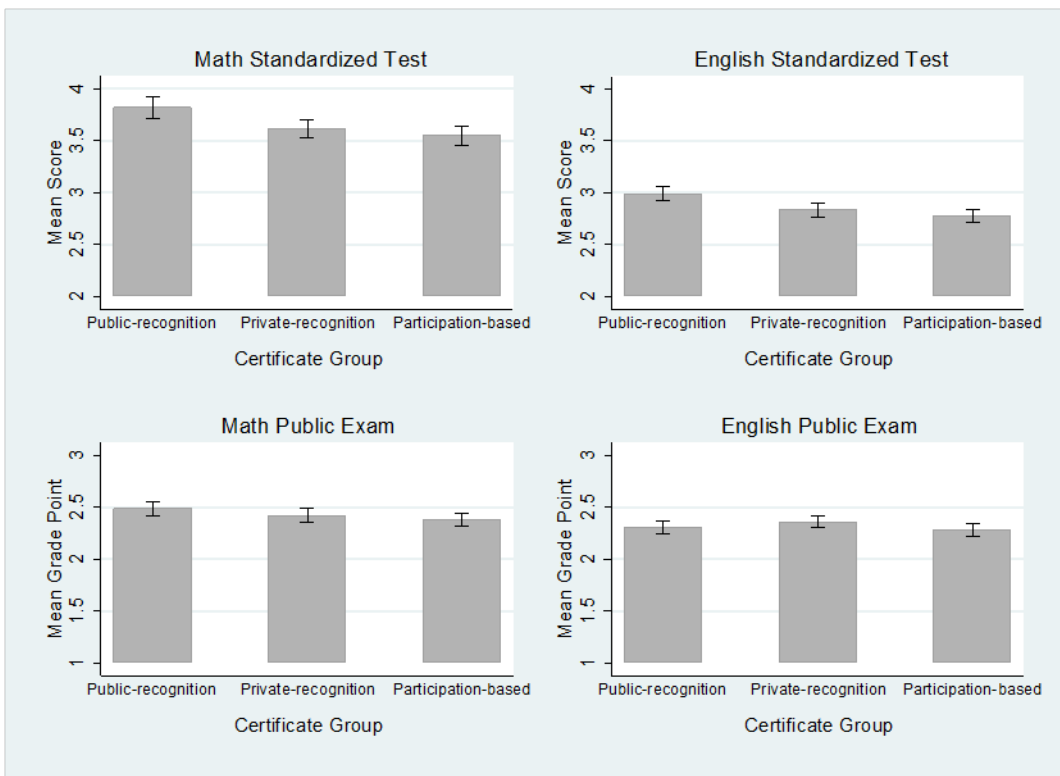 Math Standardized Test
Mean Score
4
3.5
3
2.5
2
Public-recognition Private-recognition Participation-based
Certificate Group
English Standardized Test
Mean Score
4
3.5
3
2.5
2
Public-recognition Private-recognition Participation-based
Certificate Group
Math Public Exam
Mean Grade Point
3
2.5
2
1.5
1
Public-recognition Private-recognition Participation-based
Certificate Group
English Public Exam
Mean Grade Point
3
2.5
2
1.5
1
Public-recognition Private-recognition Participation-based
Certificate Group